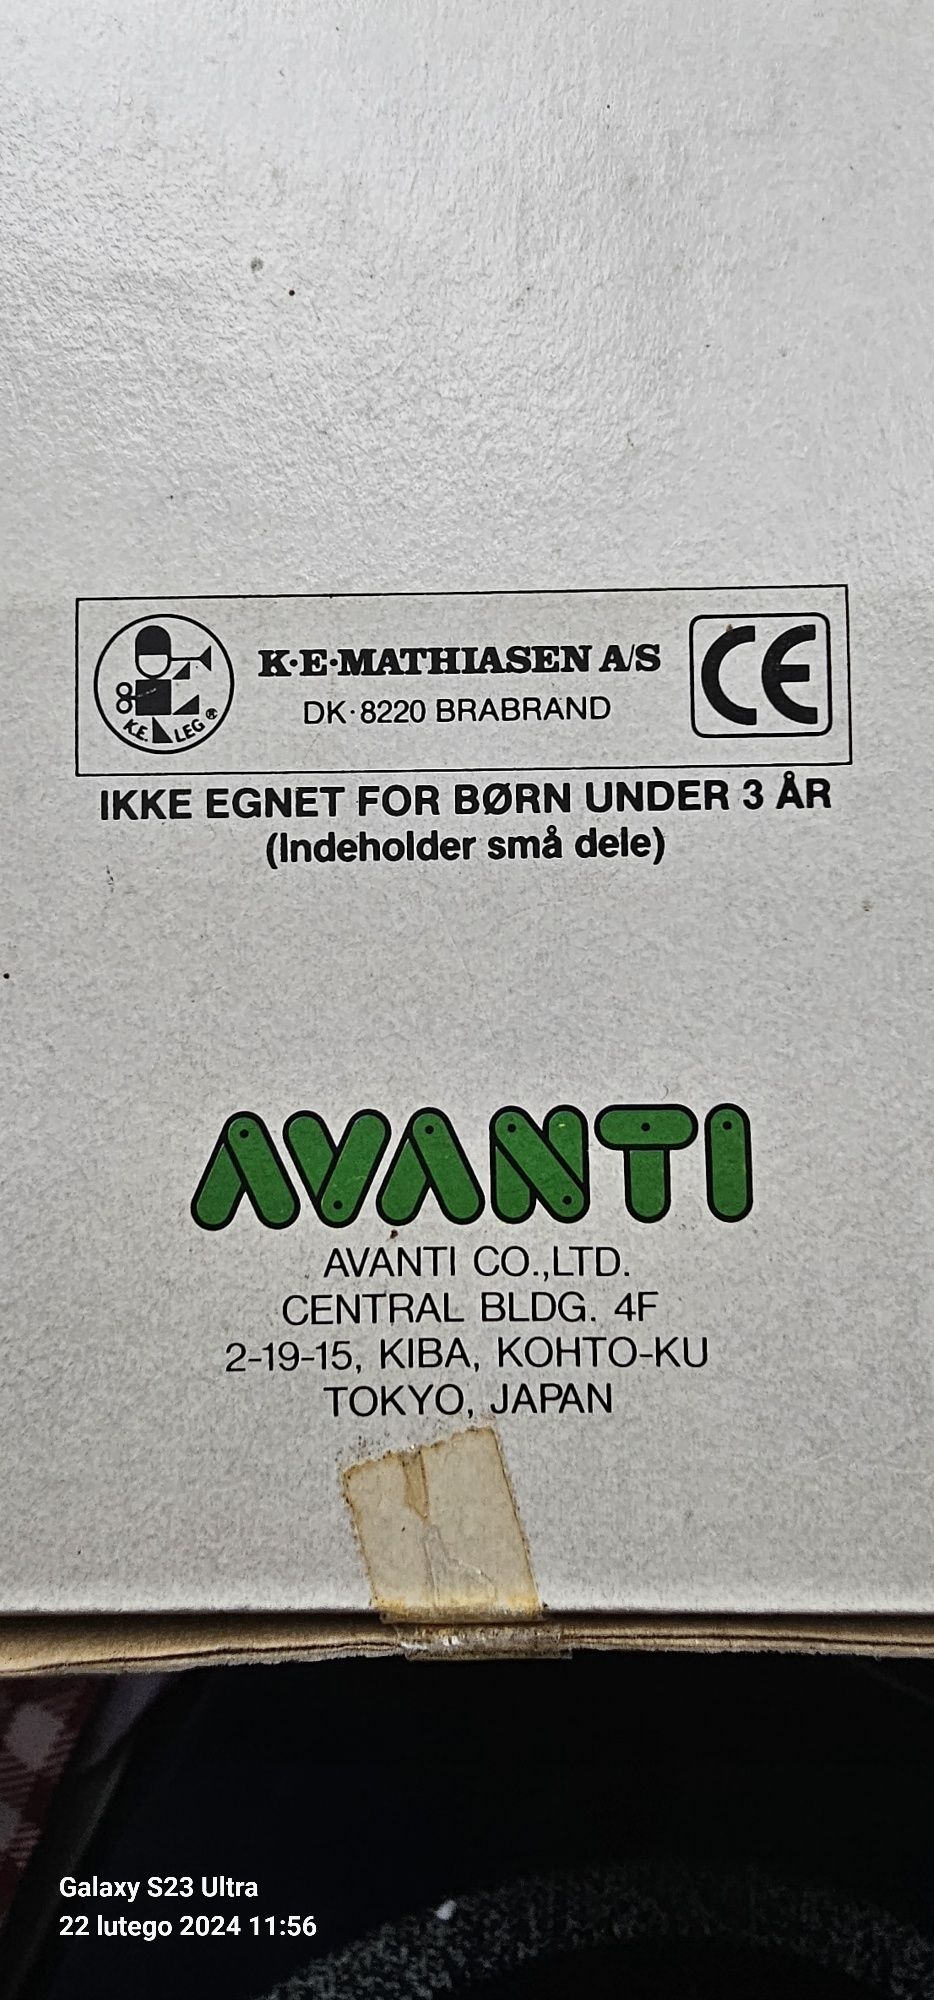 K·E·MATHIASEN A/S
DK·8220 BRABRAND
K.E. LEG®
CE
IKKE EGNET FOR BØRN UNDER 3 ÅR
(Indeholder små dele)
AVANTI
AVANTI CO.,LTD.
CENTRAL BLDG. 4F
2-19-15, KIBA, KOHTO-KU
TOKYO, JAPAN
Galaxy S23 Ultra
22 lutego 2024 11:56